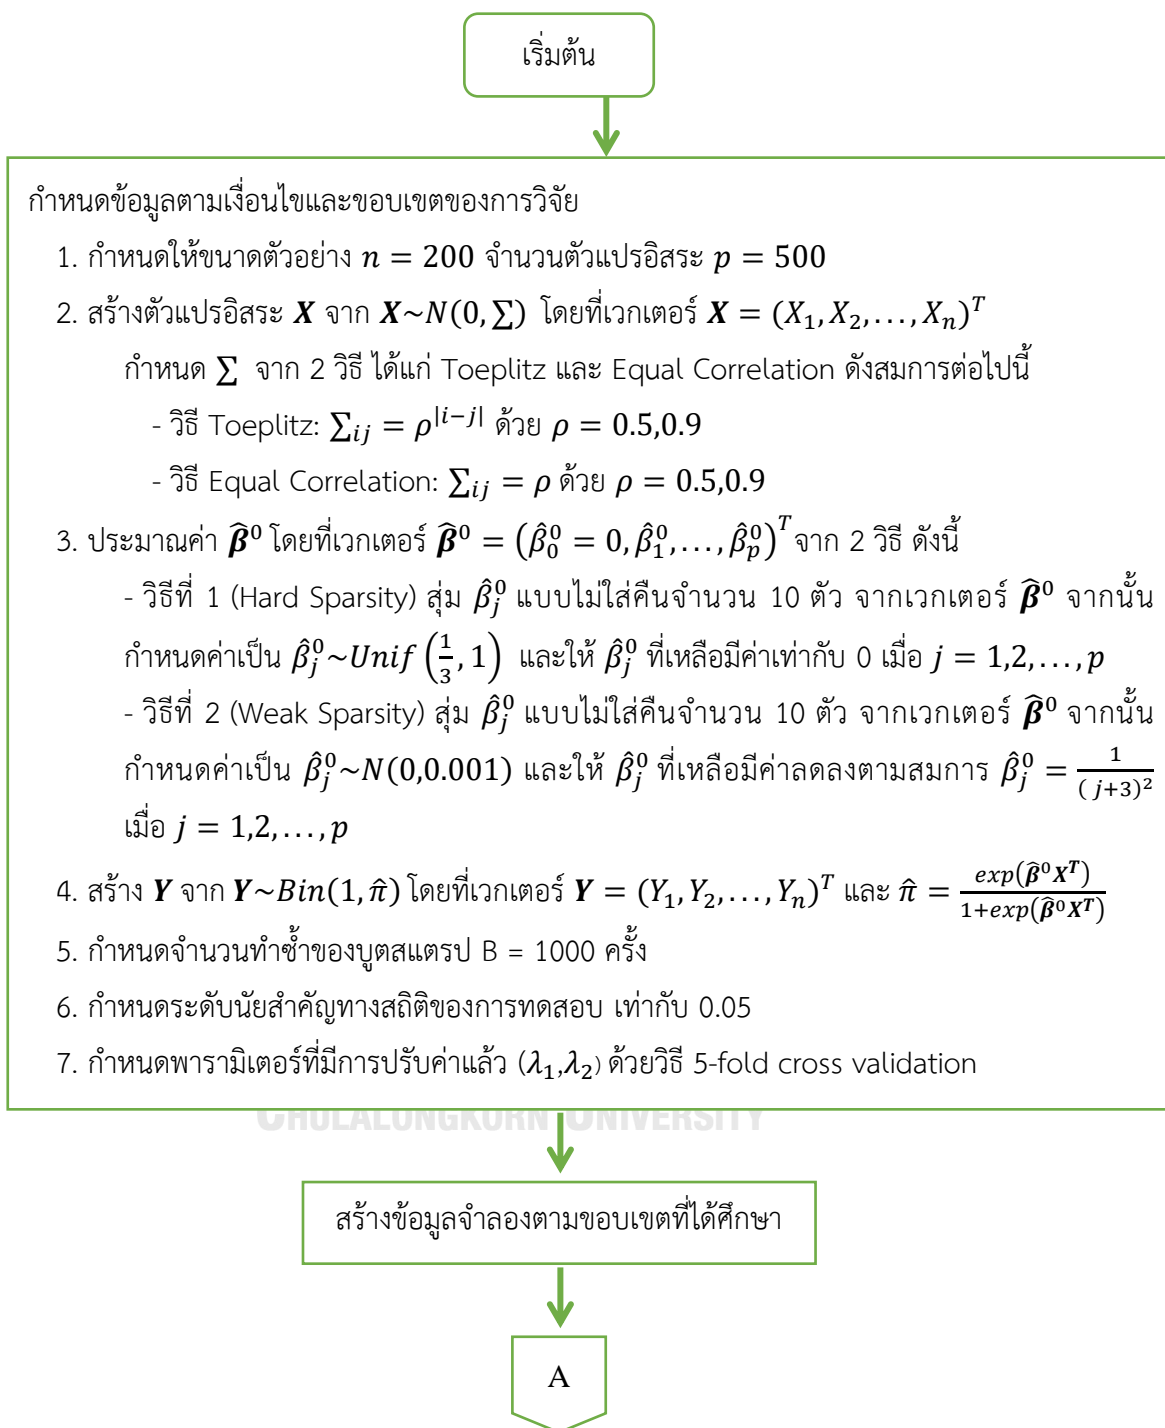 เริ่มต้น
กำหนดข้อมูลตามเงื่อนไขและขอบเขตของการวิจัย
1. กำหนดให้ขนาดตัวอย่าง n = 200 จำนวนตัวแปรอิสระ p = 500
2. สร้างตัวแปรอิสระ X จาก X~N(0,∑) โดยที่เวกเตอร์ X = (X₁,X₂,...,Xₙ)ᵀ
กำหนด ∑ จาก 2 วิธี ได้แก่ Toeplitz และ Equal Correlation ดังสมการต่อไปนี้
- วิธี Toeplitz: ∑ᵢⱼ = ρ^|i−j| ด้วย ρ = 0.5,0.9
- วิธี Equal Correlation: ∑ᵢⱼ = ρ ด้วย ρ = 0.5,0.9
3. ประมาณค่า β̂⁰ โดยที่เวกเตอร์ β̂⁰ = (β̂₀⁰ = 0, β̂₁⁰,...,β̂ₚ⁰)ᵀ จาก 2 วิธี ดังนี้
- วิธีที่ 1 (Hard Sparsity) สุ่ม β̂ⱼ⁰ แบบไม่ใส่คืนจำนวน 10 ตัว จากเวกเตอร์ β̂⁰ จากนั้น
กำหนดค่าเป็น β̂ⱼ⁰~Unif(1/3, 1) และให้ β̂ⱼ⁰ ที่เหลือมีค่าเท่ากับ 0 เมื่อ j = 1,2,...,p
- วิธีที่ 2 (Weak Sparsity) สุ่ม β̂ⱼ⁰ แบบไม่ใส่คืนจำนวน 10 ตัว จากเวกเตอร์ β̂⁰ จากนั้น
กำหนดค่าเป็น β̂ⱼ⁰~N(0,0.001) และให้ β̂ⱼ⁰ ที่เหลือมีค่าลดลงตามสมการ β̂ⱼ⁰ = 1/(j+3)²
เมื่อ j = 1,2,...,p
4. สร้าง Y จาก Y~Bin(1,π̂) โดยที่เวกเตอร์ Y = (Y₁,Y₂,...,Yₙ)ᵀ และ π̂ = exp(β̂⁰Xᵀ)/1+exp(β̂⁰Xᵀ)
5. กำหนดจำนวนทำซ้ำของบูตสแตรป B = 1000 ครั้ง
6. กำหนดระดับนัยสำคัญทางสถิติของการทดสอบ เท่ากับ 0.05
7. กำหนดพารามิเตอร์ที่มีการปรับค่าแล้ว (λ₁,λ₂) ด้วยวิธี 5-fold cross validation
CHULALONGKORN UNIVERSITY
สร้างข้อมูลจำลองตามขอบเขตที่ได้ศึกษา
A